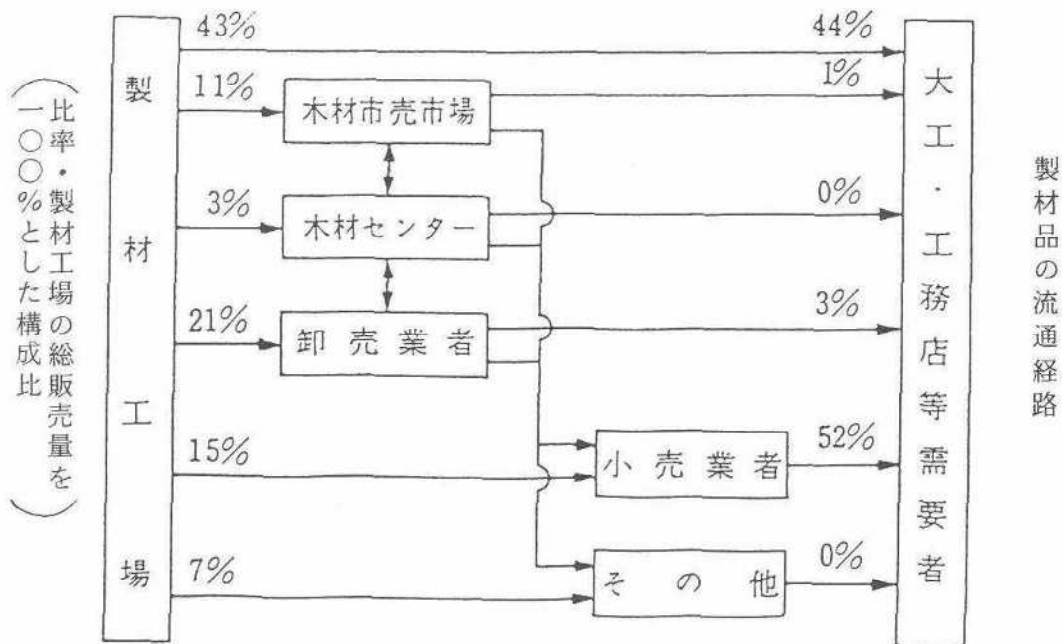 製材品の流通経路
製材工場
(比率・製材工場の総販売量を
一〇〇%とした構成比)
43%
44%
11%
木材市売市場
1%
3%
木材センター
0%
21%
卸売業者
3%
15%
小売業者
52%
7%
その他
0%
大工・工務店等需要者